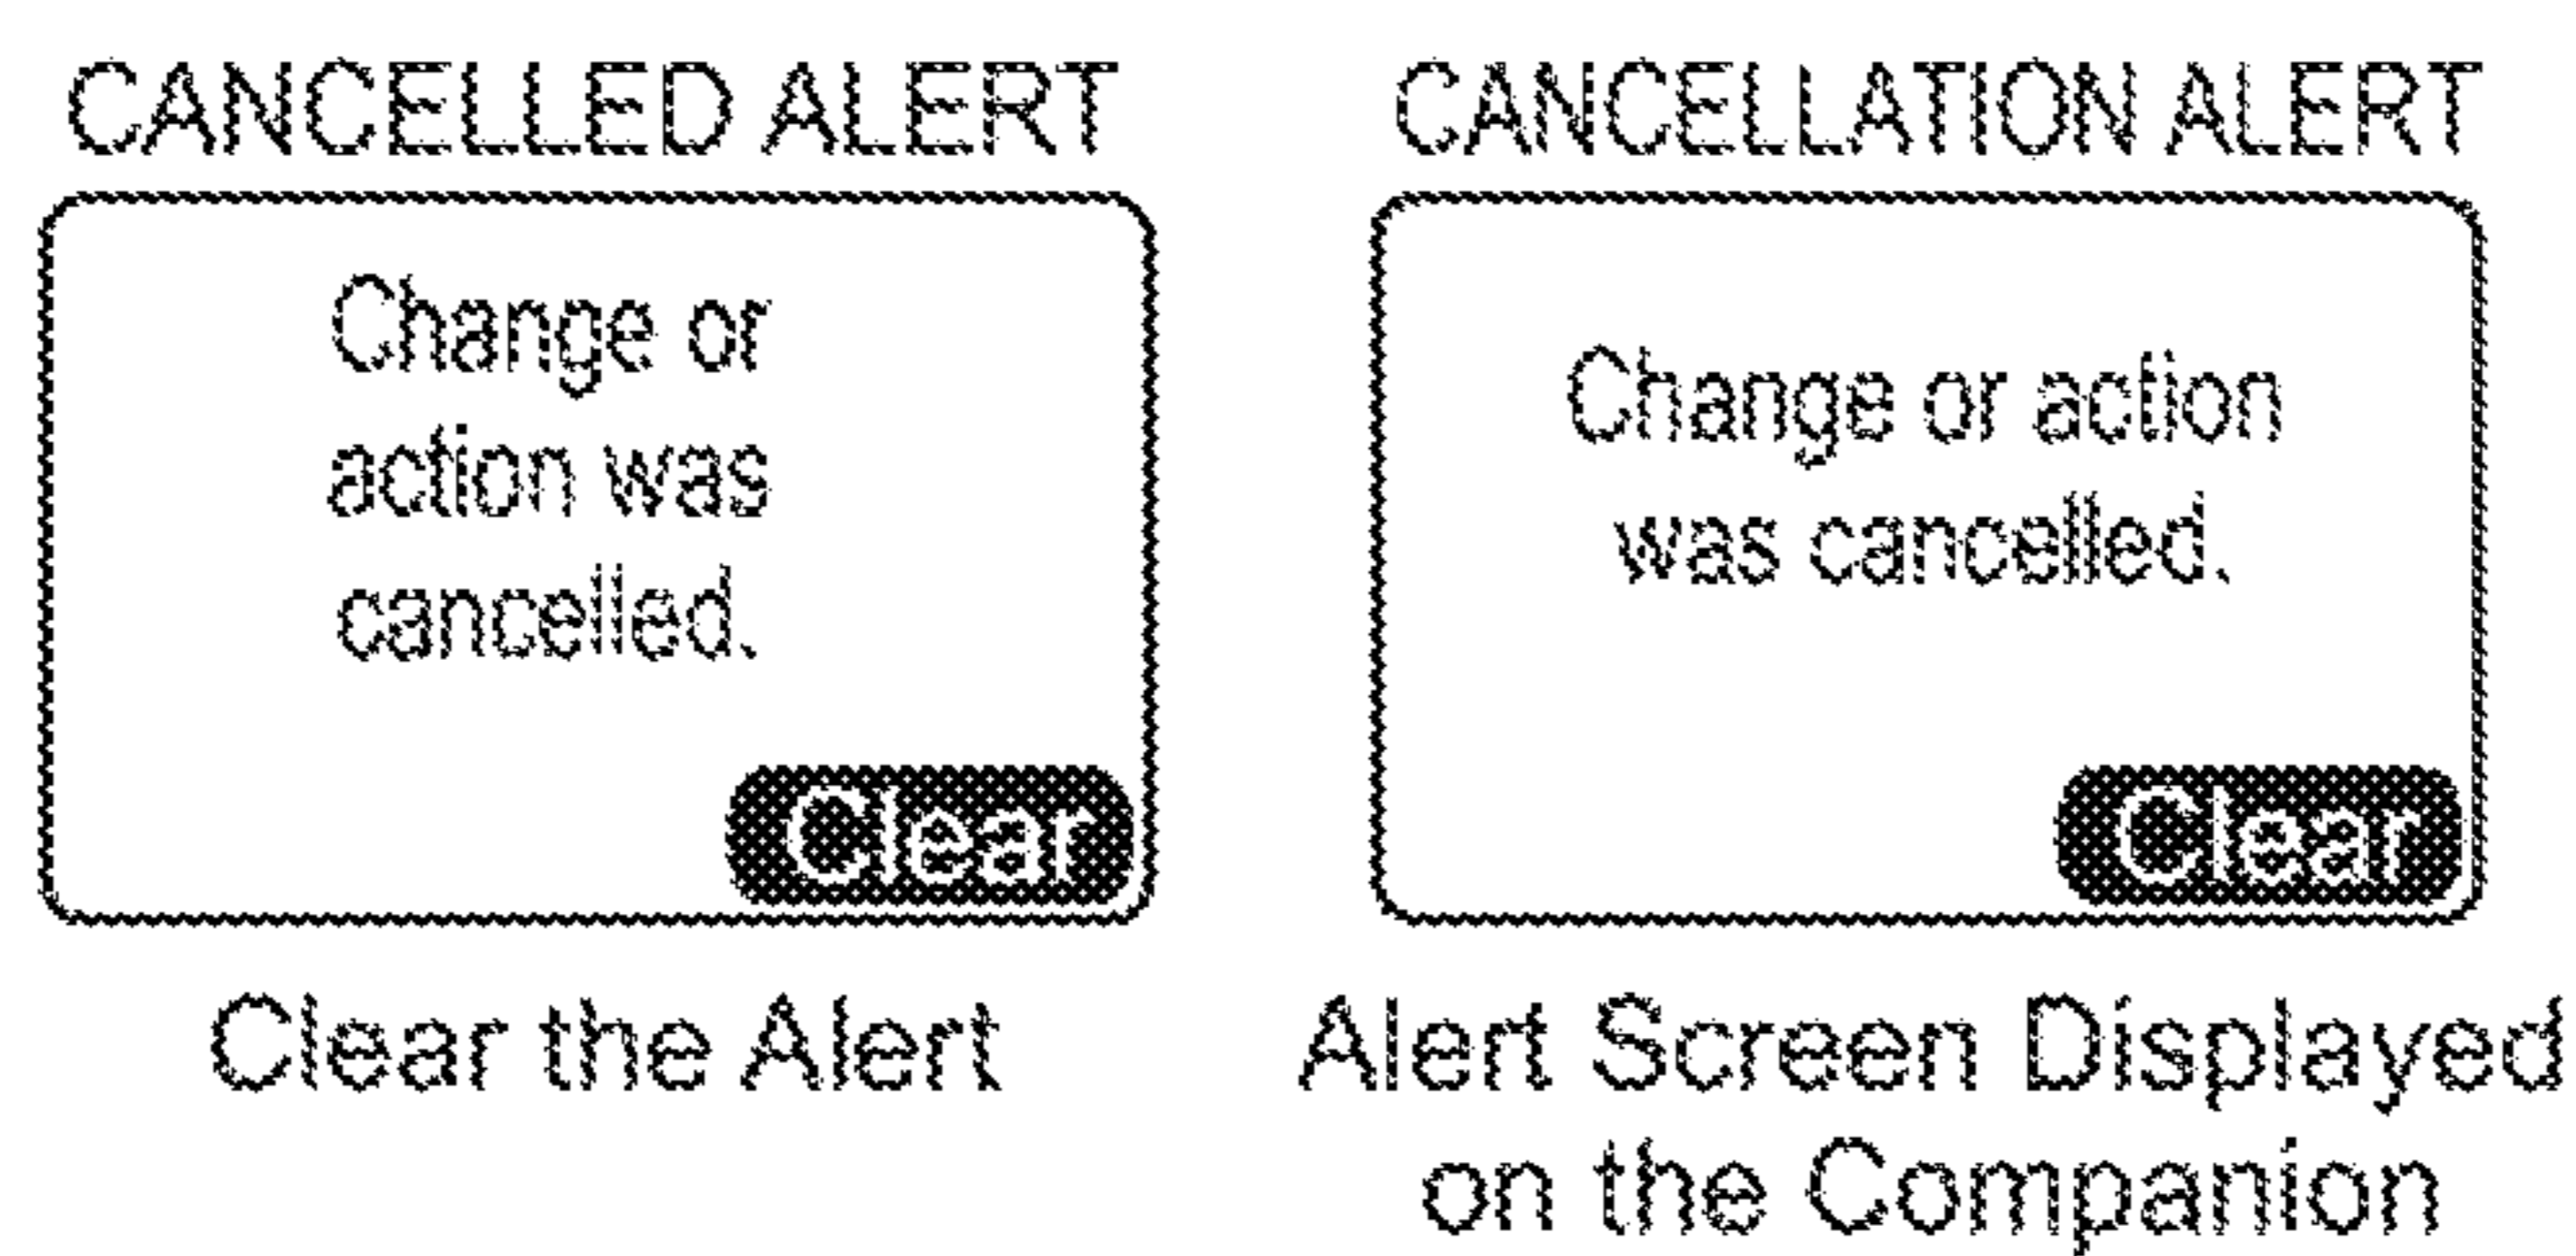 CANCELLED ALERT
Change or
action was
cancelled.
Clear
Clear the Alert
CANCELLATION ALERT
Change or action
was cancelled.
Clear
Alert Screen Displayed
on the Companion